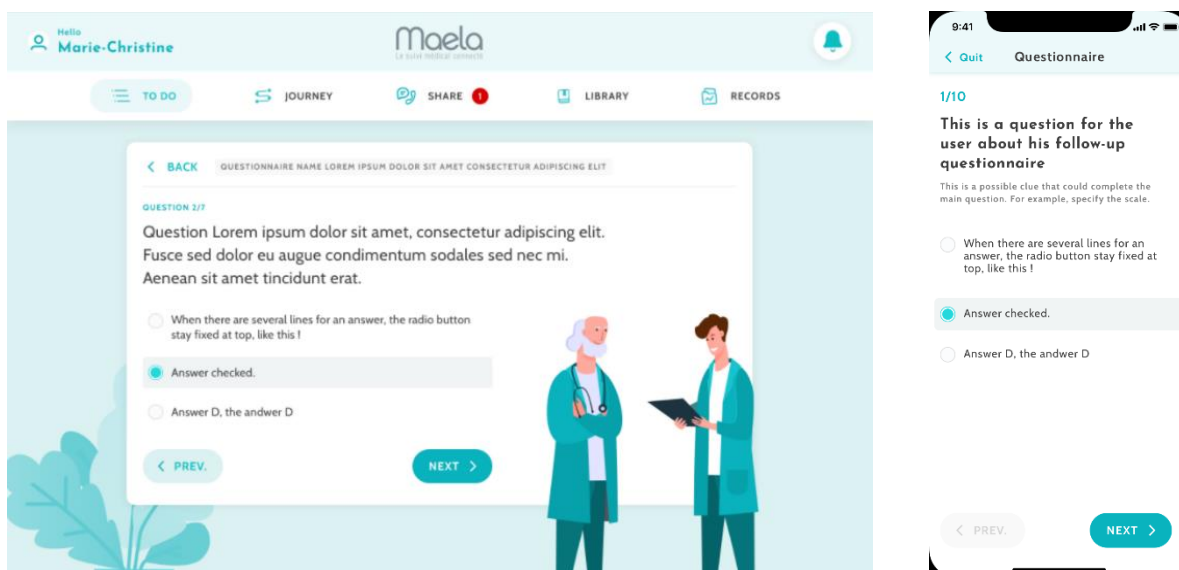 Hello
Marie-Christine
Maela
Le suivi médical connecté
TO DO
JOURNEY
SHARE 1
LIBRARY
RECORDS
BACK
QUESTIONNAIRE NAME LOREM IPSUM DOLOR SIT AMET CONSECTETUR ADIPISCING ELIT
QUESTION 2/7
Question Lorem ipsum dolor sit amet, consectetur adipiscing elit.
Fusce sed dolor eu augue condimentum sodales sed nec mi.
Aenean sit amet tincidunt erat.
When there are several lines for an answer, the radio button
stay fixed at top, like this !
Answer checked.
Answer D, the andwer D
PREV.
NEXT
9:41
Quit
Questionnaire
1/10
This is a question for the
user about his follow-up
questionnaire
This is a possible clue that could complete the
main question. For example, specify the scale.
When there are several lines for an
answer, the radio button stay fixed at
top, like this !
Answer checked.
Answer D, the andwer D
PREV.
NEXT